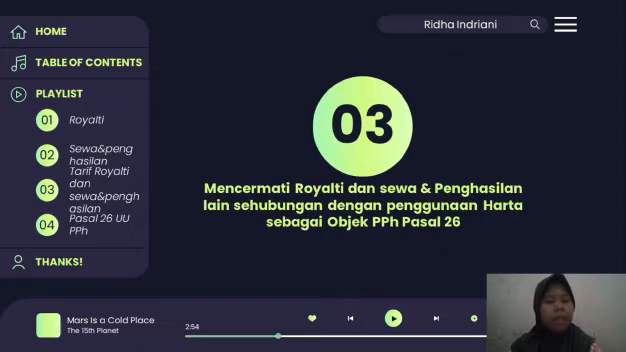 Ridha Indriani
HOME
TABLE OF CONTENTS
PLAYLIST
01
Royalti
02
Sewa&peng
hasilan
03
Tarif Royalti
dan
sewa&pengh
asilan
04
Pasal 26 UU
PPh
THANKS!
03
Mencermati Royalti dan sewa & Penghasilan
lain sehubungan dengan penggunaan Harta
sebagai Objek PPh Pasal 26
Mars Is a Cold Place
The 15th Planet
2:54